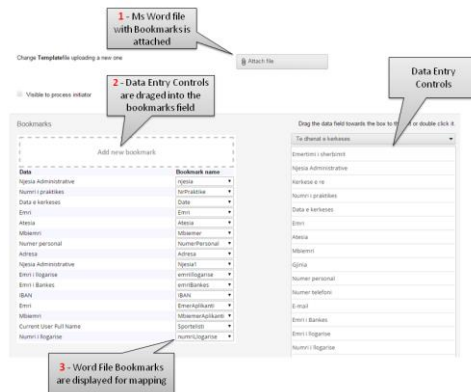 1 - Ms Word file
with Bookmarks is
attached
Change Templatefile uploading a new one
Attach file
2 - Data Entry Controls
are draged into the
bookmarks field
Data Entry
Controls
Visible to process initiator
Bookmarks
Drag the data field towards the box to the or double click it.
Add new bookmark
Te dhenat e kerkeses
Data Bookmark name
Njesia Administrative njesia
Numri i praktikes NrPraktike
Data e kerkeses Date
Emri Emri
Atesia Atesia
Mbiemri Mbiemer
Numer personal NumerPersonal
Adresa Adresa
Njesia Administrative Njesia1
Emri i llogarise emrillogarise
Emri i Bankes emriBankes
IBAN IBAN
Emri EmerAplikanti
Mbiemri MbiemerAplikanti
Current User Full Name Sportelisti
Numri i llogarise numriLlogarise
Emertimi i sherbimit
Njesia Administrative
Kerkese e re
Numri i praktikes
Data e kerkeses
Emri
Atesia
Mbiemri
Gjinia
Numer personal
Numer telefoni
E-mail
Emri i Bankes
Emri i llogarise
Numri i llogarise
3 - Word File Bookmarks
are displayed for mapping